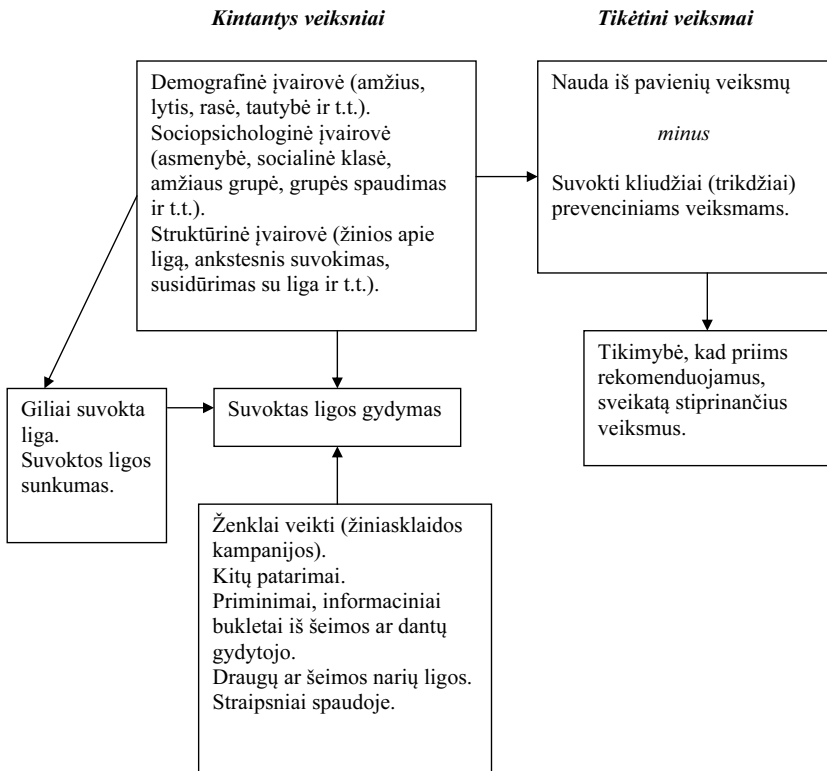 Kintantys veiksniai
Tikėtini veiksmai
Demografinė įvairovė (amžius,
lytis, rasė, tautybė ir t.t.).
Sociopsichologinė įvairovė
(asmenybė, socialinė klasė,
amžiaus grupė, grupės spaudimas
ir t.t.).
Struktūrinė įvairovė (žinios apie
ligą, ankstesnis suvokimas,
susidūrimas su liga ir t.t.).
Nauda iš pavienių veiksmų
minus
Suvokti kliudžiai (trikdžiai)
prevenciniams veiksmams.
Giliai suvokta
liga.
Suvoktos ligos
sunkumas.
Suvoktas ligos gydymas
Tikimybė, kad priims
rekomenduojamus,
sveikatą stiprinančius
veiksmus.
Ženklai veikti (žiniasklaidos
kampanijos).
Kitų patarimai.
Priminimai, informaciniai
bukletai iš šeimos ar dantų
gydytojo.
Draugų ar šeimos narių ligos.
Straipsniai spaudoje.